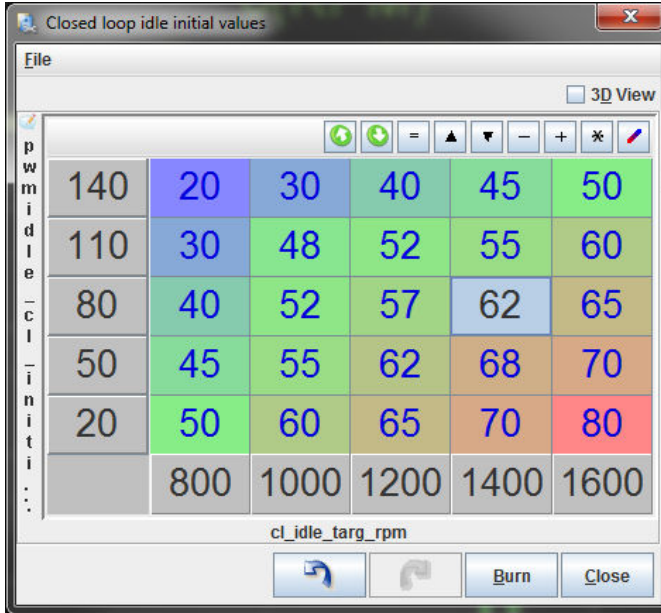 Closed loop idle initial values
File
3D View
= - + *
pwmidle_cl_initi...
140 20 30 40 45 50
110 30 48 52 55 60
80 40 52 57 62 65
50 45 55 62 68 70
20 50 60 65 70 80
800 1000 1200 1400 1600
cl_idle_targ_rpm
Burn Close